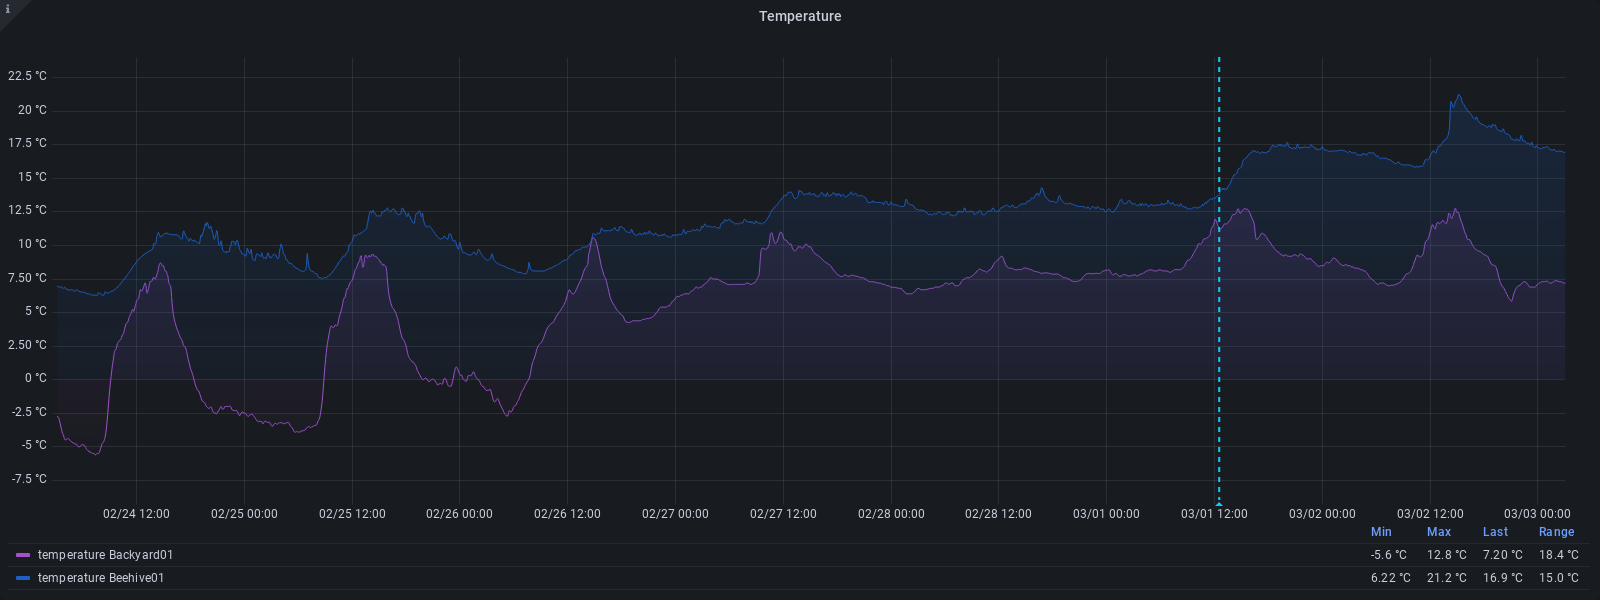 i
Temperature
22.5 °C
20 °C
17.5 °C
15 °C
12.5 °C
10 °C
7.50 °C
5 °C
2.50 °C
0 °C
-2.5 °C
-5 °C
-7.5 °C
02/24 12:00 02/25 00:00 02/25 12:00 02/26 00:00 02/26 12:00 02/27 00:00 02/27 12:00 02/28 00:00 02/28 12:00 03/01 00:00 03/01 12:00 03/02 00:00 03/02 12:00 03/03 00:00
Min Max Last Range
temperature Backyard01 -5.6 °C 12.8 °C 7.20 °C 18.4 °C
temperature Beehive01 6.22 °C 21.2 °C 16.9 °C 15.0 °C